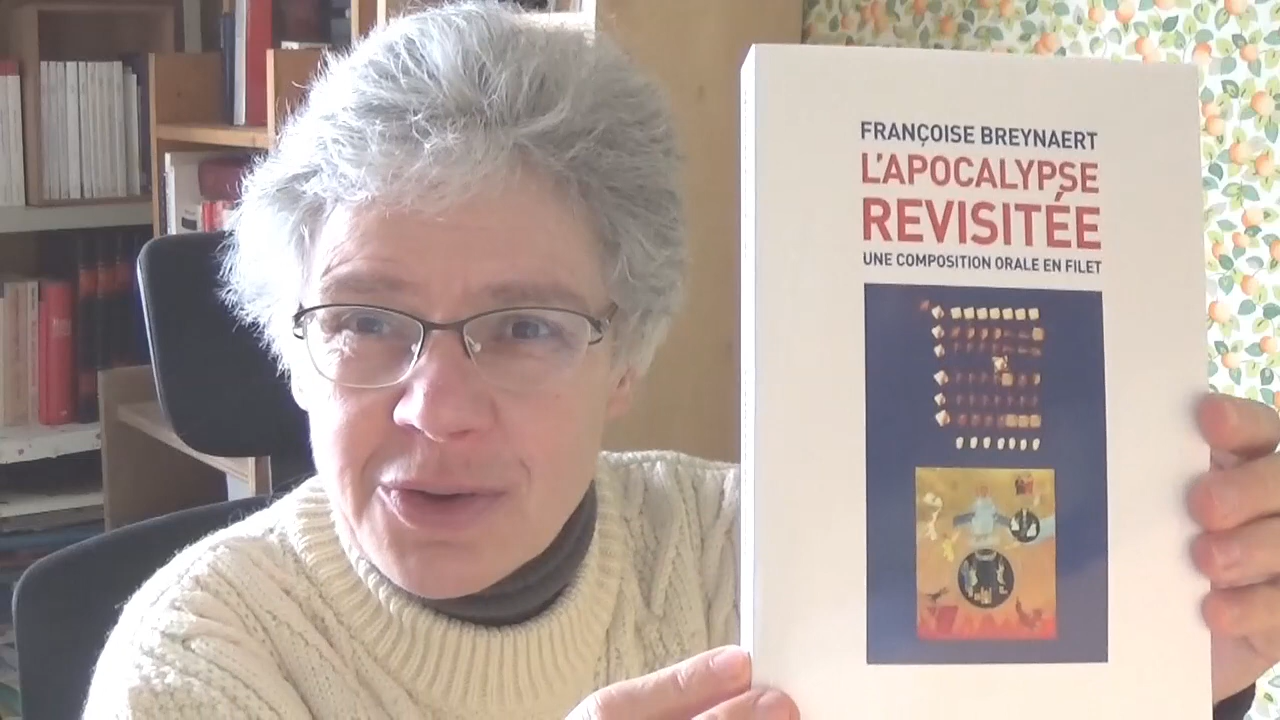 FRANÇOISE BREYNAERT
L'APOCALYPSE
REVISITÉE
UNE COMPOSITION ORALE EN FILET